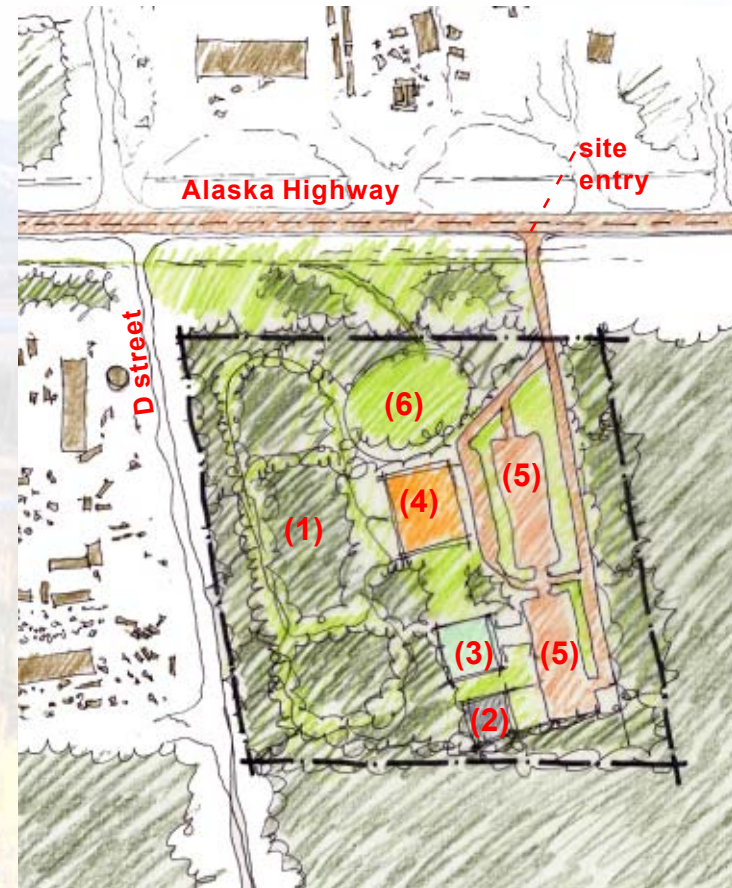 site
entry
Alaska Highway
D street
(6)
(5)
(4)
(1)
(3)
(5)
(2)